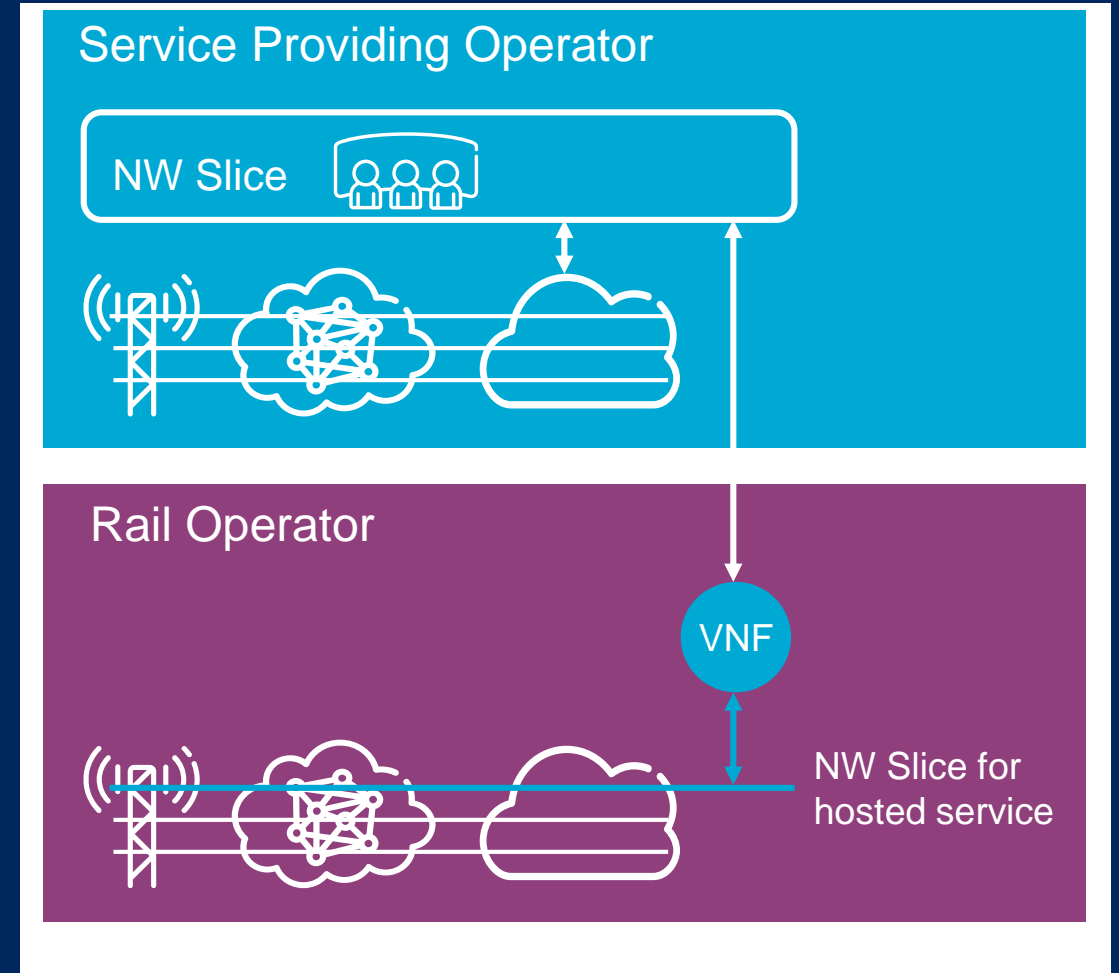 Service Providing Operator
NW Slice
Rail Operator
VNF
NW Slice for
hosted service